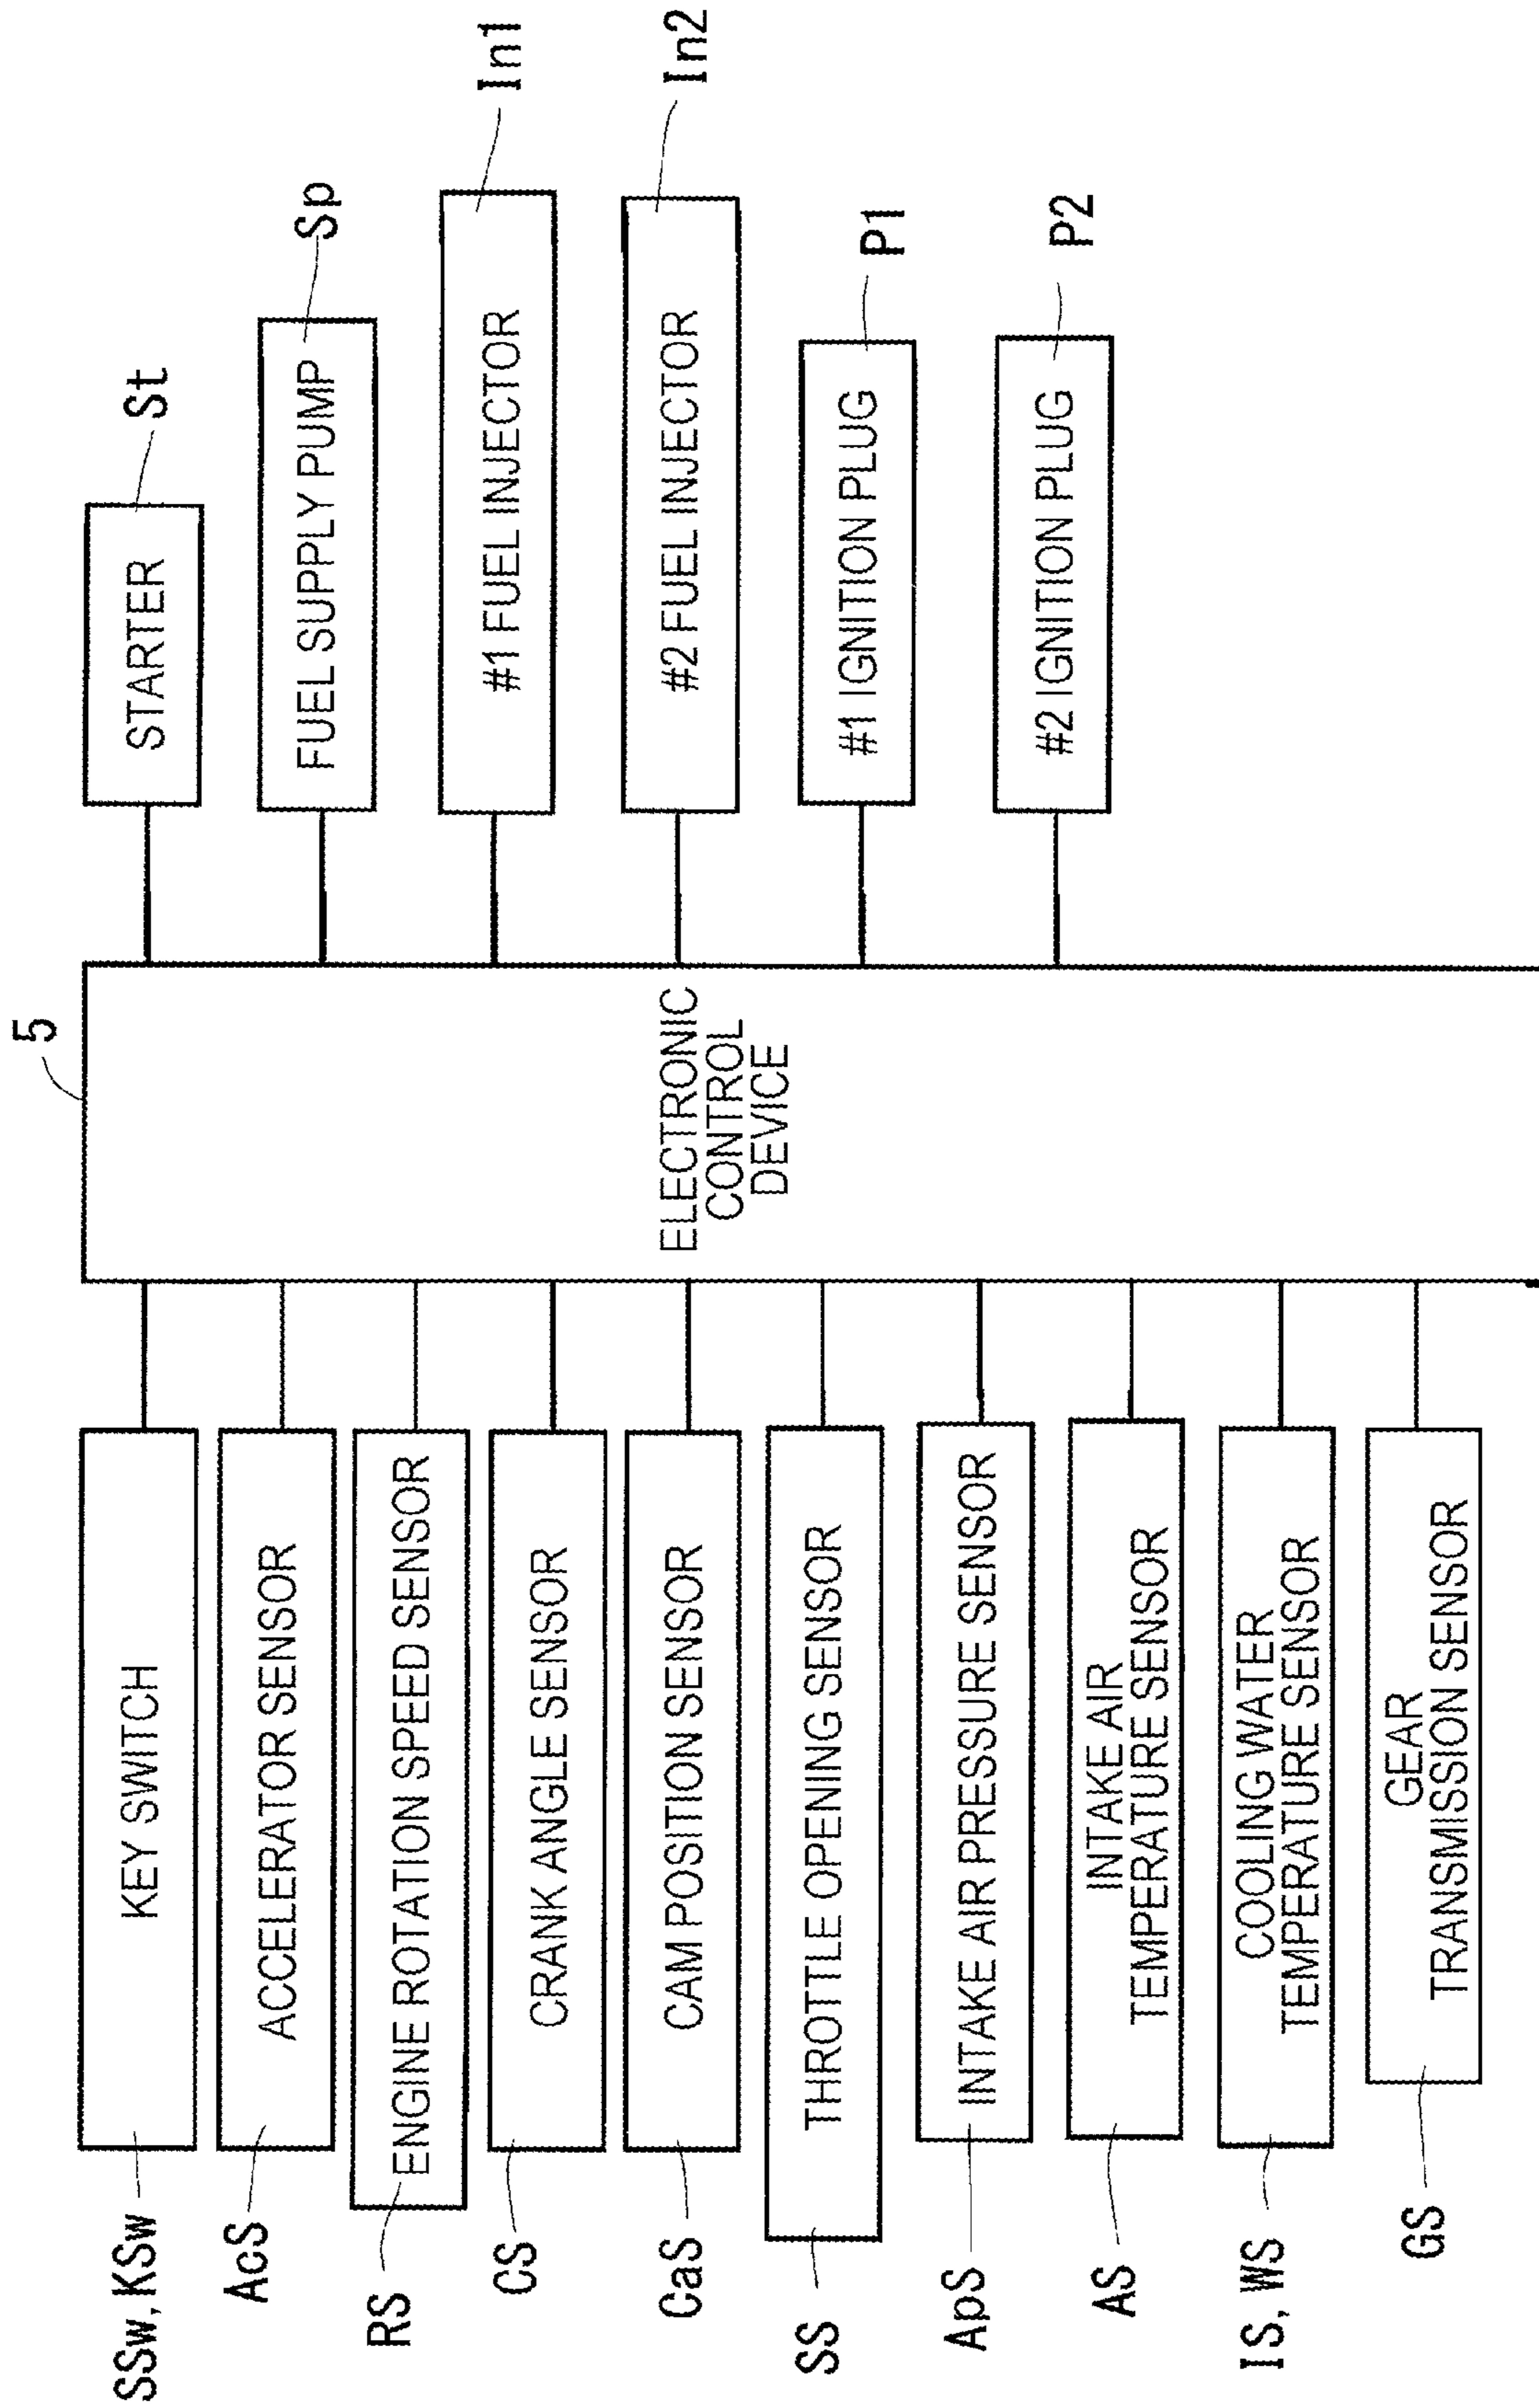 5
SSw, KSw
KEY SWITCH
AcS
ACCELERATOR SENSOR
RS
ENGINE ROTATION SPEED SENSOR
CS
CRANK ANGLE SENSOR
CaS
CAM POSITION SENSOR
SS
THROTTLE OPENING SENSOR
ApS
INTAKE AIR PRESSURE SENSOR
AS
INTAKE AIR
TEMPERATURE SENSOR
IS, WS
COOLING WATER
TEMPERATURE SENSOR
GS
GEAR
TRANSMISSION SENSOR
ELECTRONIC
CONTROL
DEVICE
STARTER
St
FUEL SUPPLY PUMP
Sp
#1 FUEL INJECTOR
In1
#2 FUEL INJECTOR
In2
#1 IGNITION PLUG
P1
#2 IGNITION PLUG
P2